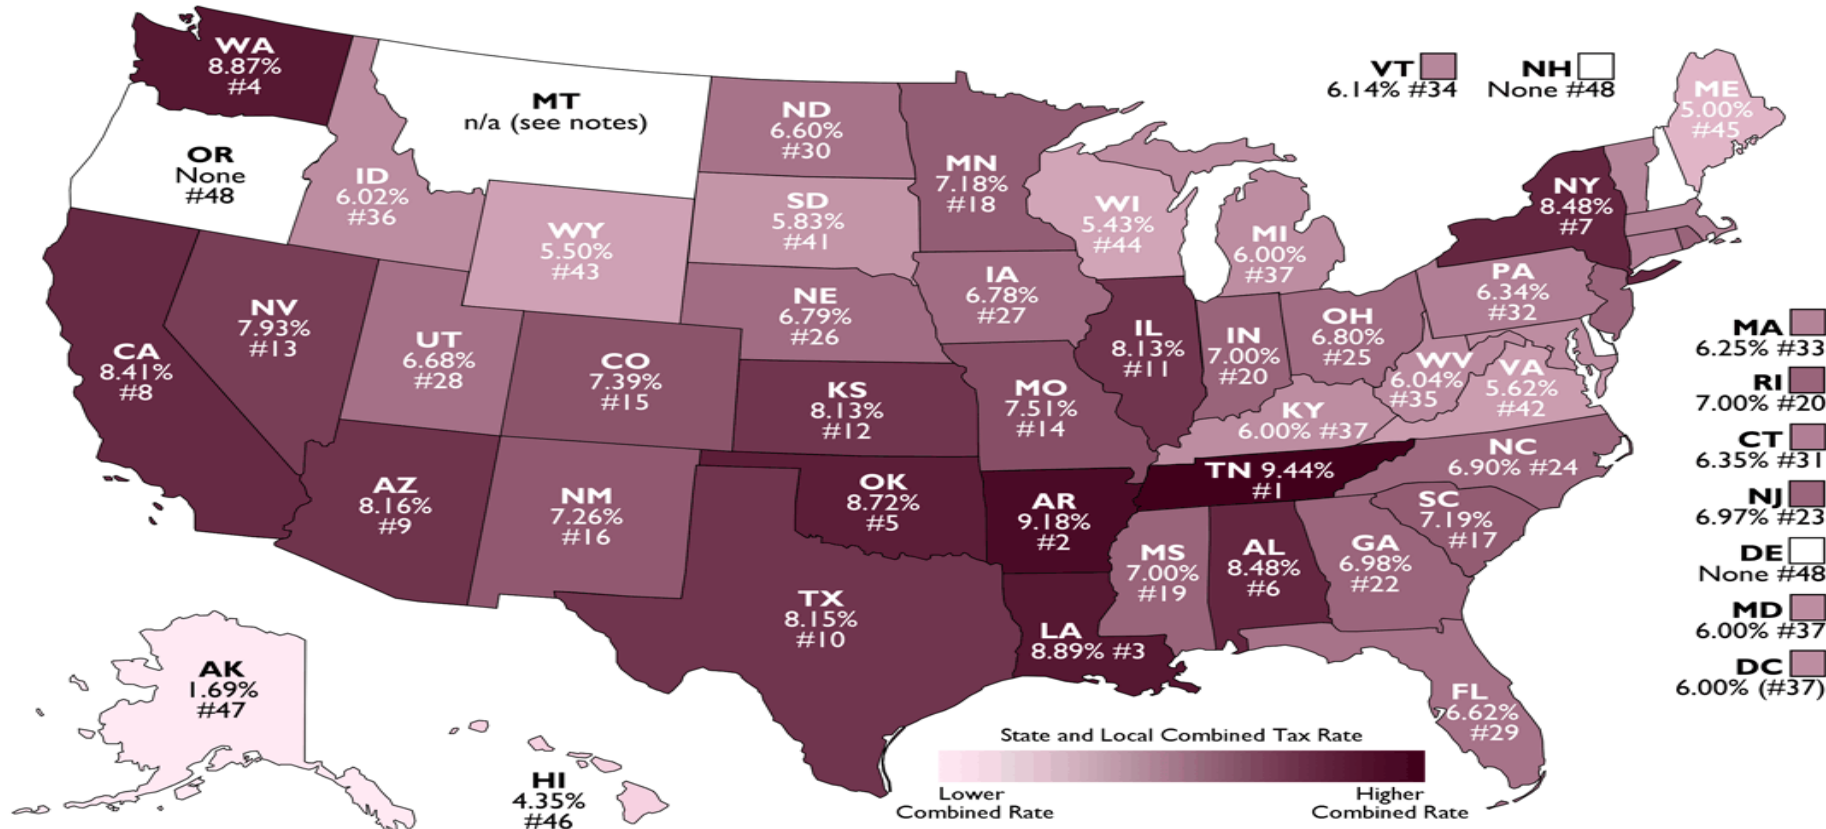 WA
8.87%
#4
MT
n/a (see notes)
ND
6.60%
#30
MN
7.18%
#18
VT
6.14% #34
NH
None #48
ME
5.00%
#45
OR
None
#48
ID
6.02%
#36
WY
5.50%
#43
SD
5.83%
#41
WI
5.43%
#44
MI
6.00%
#37
NY
8.48%
#7
CA
8.41%
#8
NV
7.93%
#13
UT
6.68%
#28
CO
7.39%
#15
NE
6.79%
#26
IA
6.78%
#27
IL
8.13%
#11
IN
7.00%
#20
OH
6.80%
#25
PA
6.34%
#32
WV
6.04%
#35
VA
5.62%
#42
KS
8.13%
#12
MO
7.51%
#14
KY
6.00% #37
MA
6.25% #33
RI
7.00% #20
CT
6.35% #31
NJ
6.97% #23
DE
None #48
MD
6.00% #37
DC
6.00% (#37)
AZ
8.16%
#9
NM
7.26%
#16
OK
8.72%
#5
AR
9.18%
#2
TN 9.44%
#1
NC
6.90% #24
SC
7.19%
#17
TX
8.15%
#10
LA
8.89% #3
MS
7.00%
#19
AL
8.48%
#6
GA
6.98%
#22
FL
6.62%
#29
AK
1.69%
#47
HI
4.35%
#46
State and Local Combined Tax Rate
Lower
Combined Rate
Higher
Combined Rate